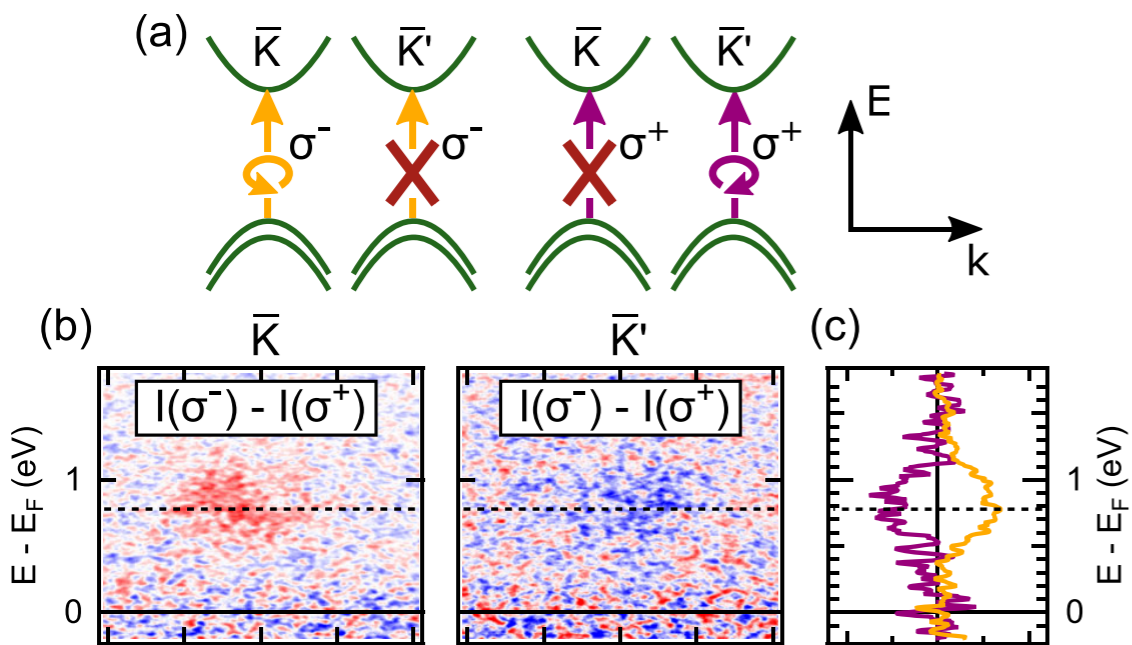 (a)
K̅ K̅' K̅ K̅'
σ⁻ σ⁻ σ⁺ σ⁺
E
k
(b) K̅ K̅' (c)
I(σ⁻) - I(σ⁺) I(σ⁻) - I(σ⁺)
E - E_F (eV)
1
0
1
0
E - E_F (eV)